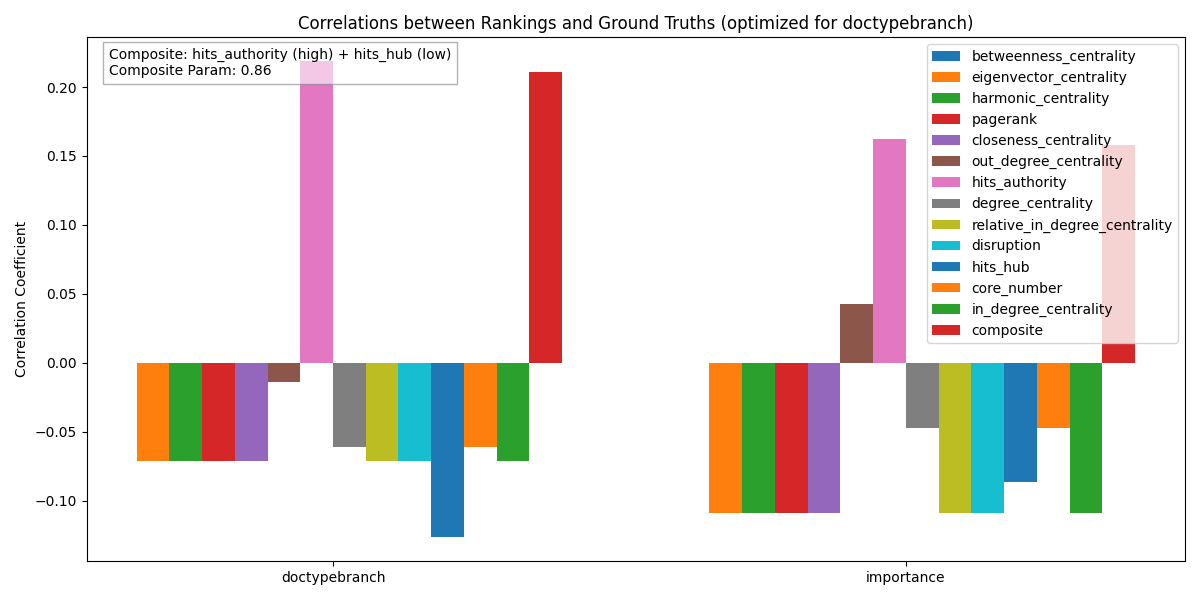 Correlations between Rankings and Ground Truths (optimized for doctypebranch)
Composite: hits_authority (high) + hits_hub (low)
Composite Param: 0.86
betweenness_centrality
eigenvector_centrality
harmonic_centrality
pagerank
closeness_centrality
out_degree_centrality
hits_authority
degree_centrality
relative_in_degree_centrality
disruption
hits_hub
core_number
in_degree_centrality
composite
Correlation Coefficient
0.20
0.15
0.10
0.05
0.00
−0.05
−0.10
doctypebranch
importance